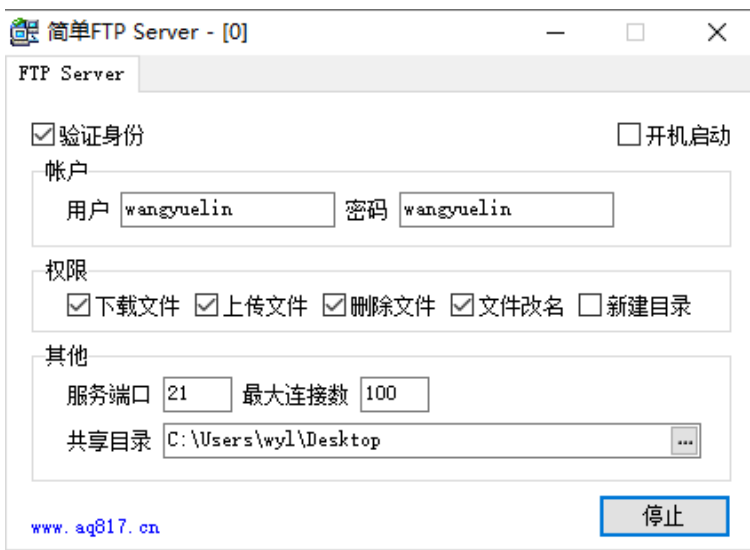 简单FTP Server - [0]
FTP Server
验证身份 开机启动
帐户
用户 wangyuelin 密码 wangyuelin
权限
下载文件 上传文件 删除文件 文件改名 新建目录
其他
服务端口 21 最大连接数 100
共享目录 C:\Users\wyl\Desktop ...
停止
www.aq817.cn